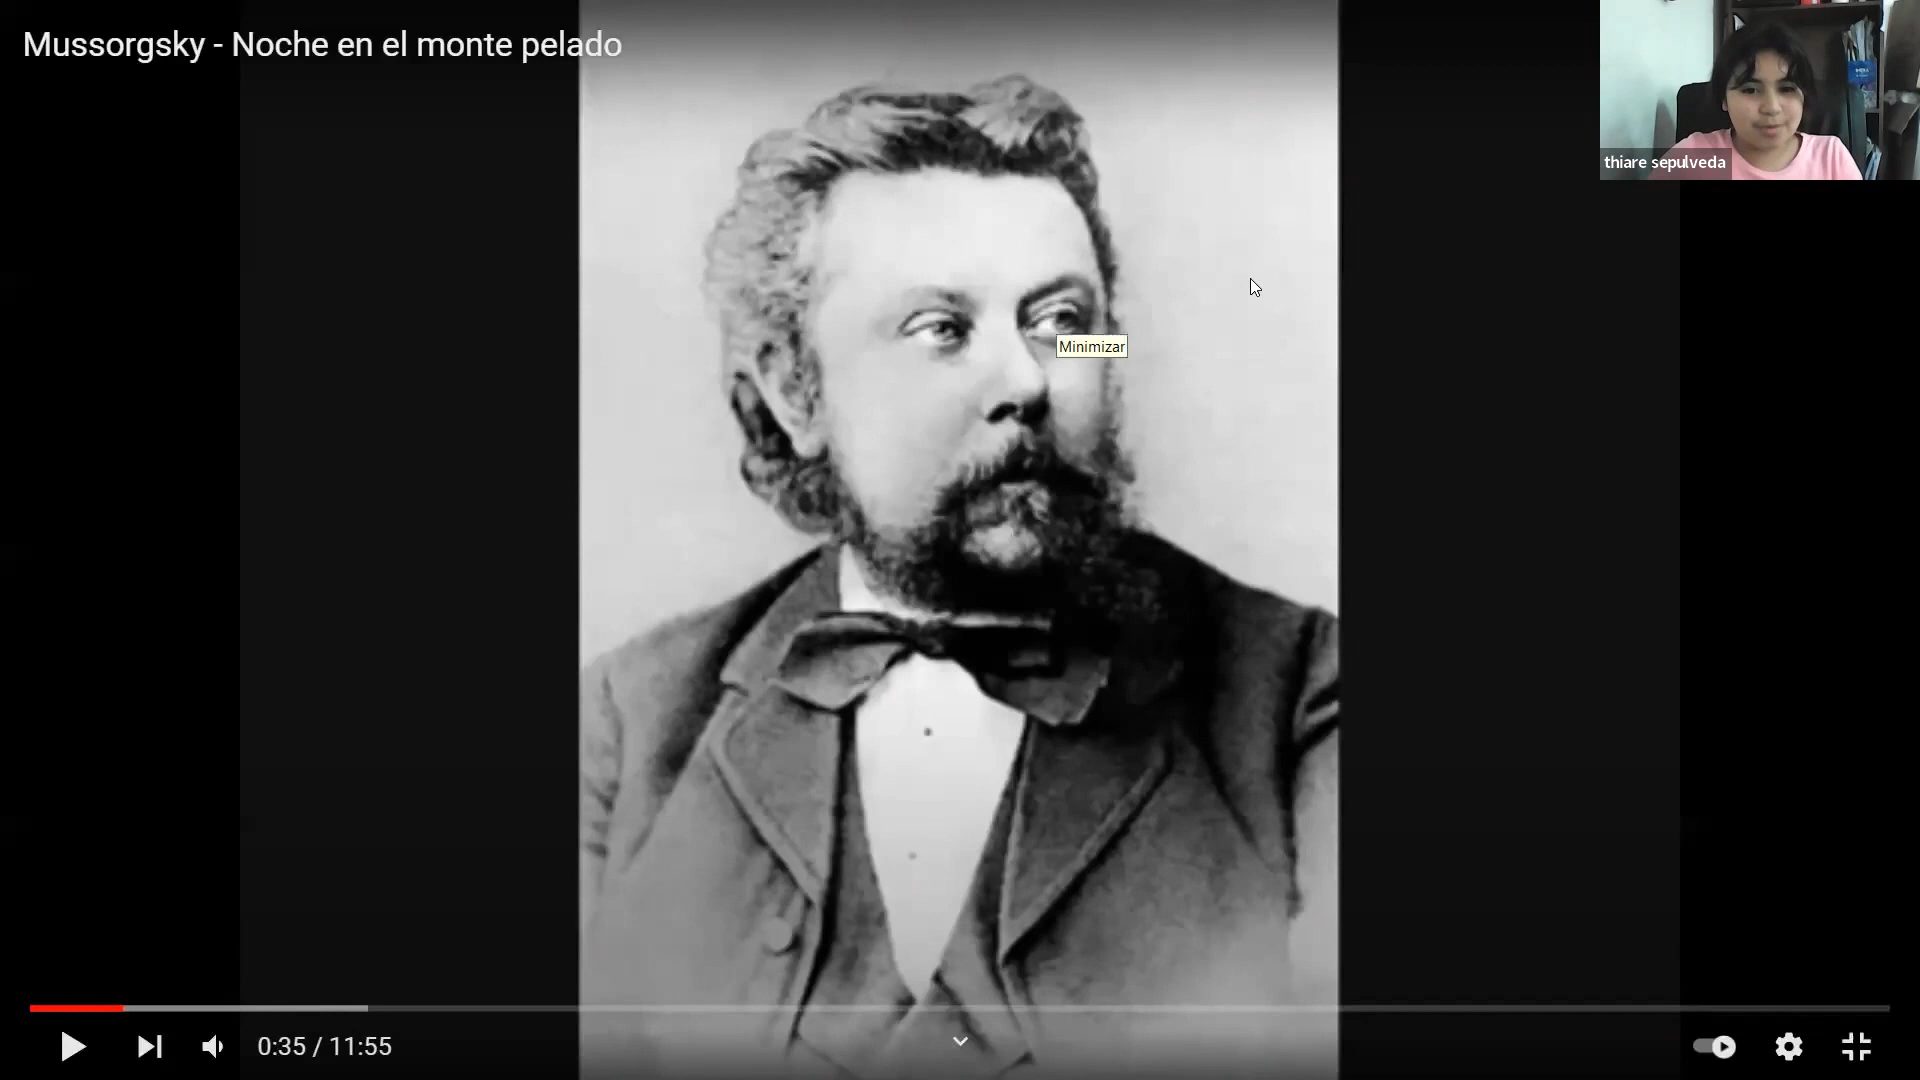 Mussorgsky - Noche en el monte pelado
thiare sepulveda
Minimizar
0:35 / 11:55